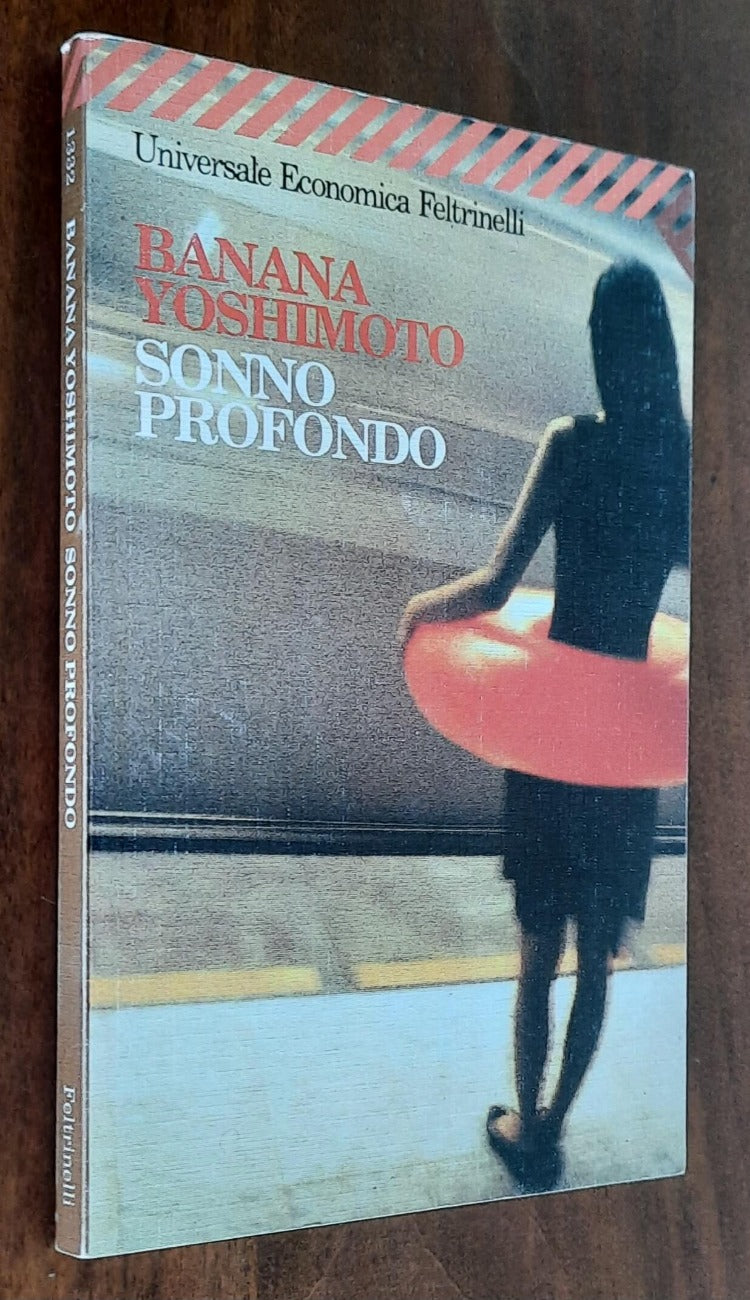 Universale Economica Feltrinelli
BANANA
YOSHIMOTO
SONNO
PROFONDO
1332 BANANA YOSHIMOTO SONNO PROFONDO Feltrinelli